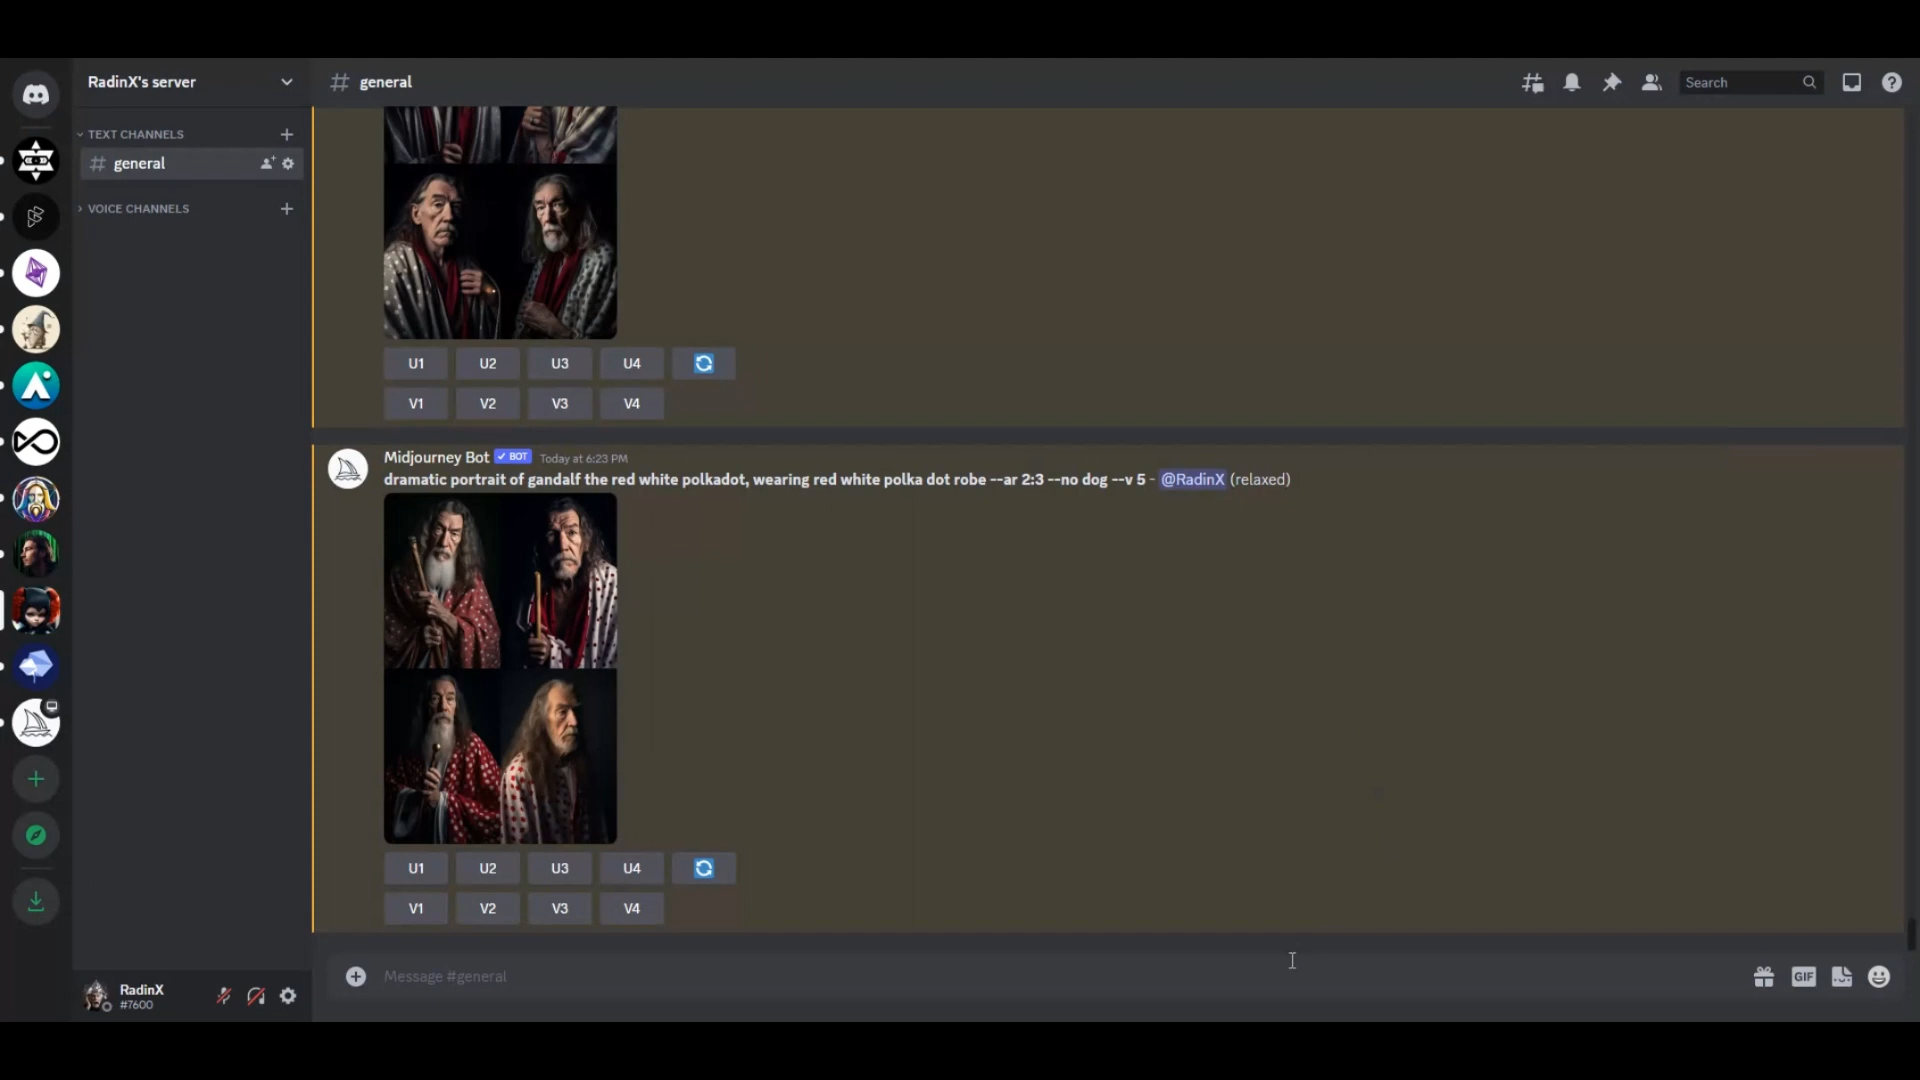 RadinX's server
# general
Search
TEXT CHANNELS
# general
VOICE CHANNELS
U1 U2 U3 U4
V1 V2 V3 V4
Midjourney Bot ✓ BOT Today at 6:23 PM
dramatic portrait of gandalf the red white polkadot, wearing red white polka dot robe --ar 2:3 --no dog --v 5 - @RadinX (relaxed)
U1 U2 U3 U4
V1 V2 V3 V4
Message #general
GIF
RadinX
#7600